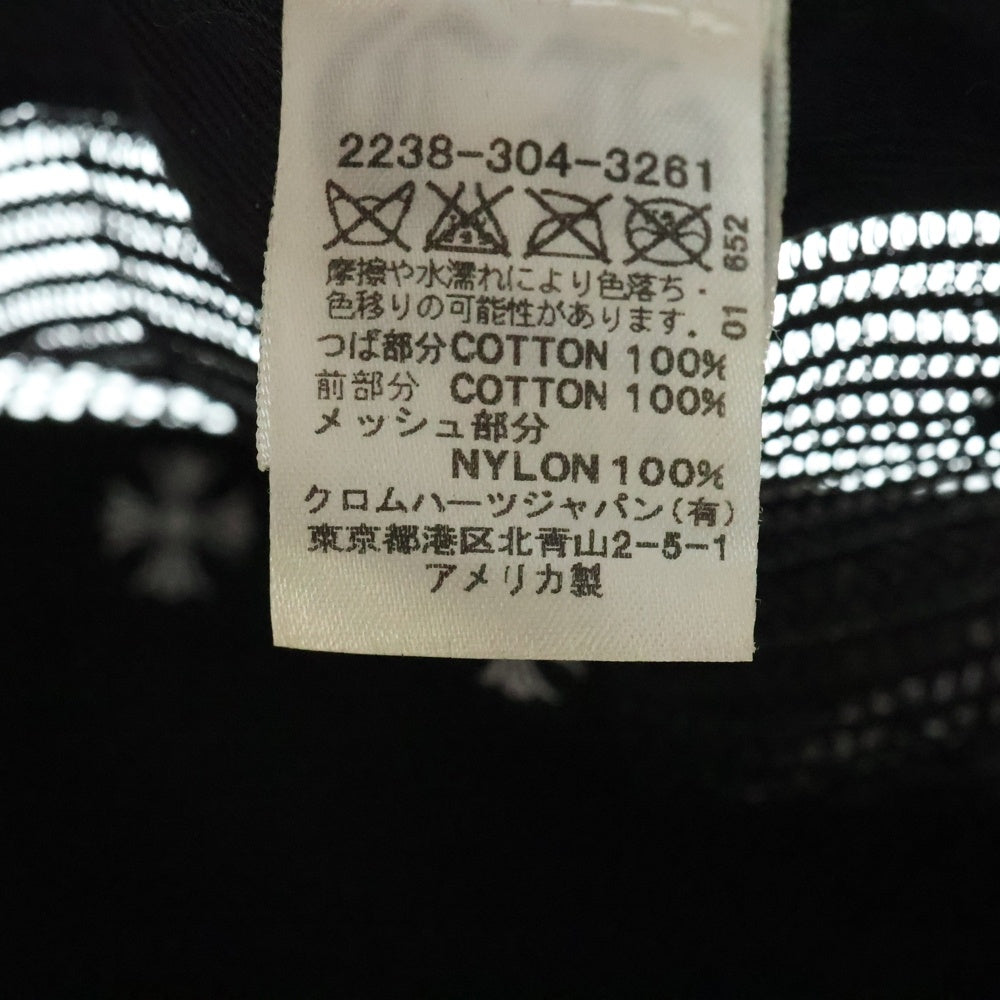 2238-304-3261
摩擦や水濡れにより色落ち・
色移りの可能性があります。
つば部分COTTON 100%
前部分 COTTON 100%
メッシュ部分
NYLON 100%
クロムハーツジャパン(有)
東京都港区北青山2-5-1
アメリカ製
01 652